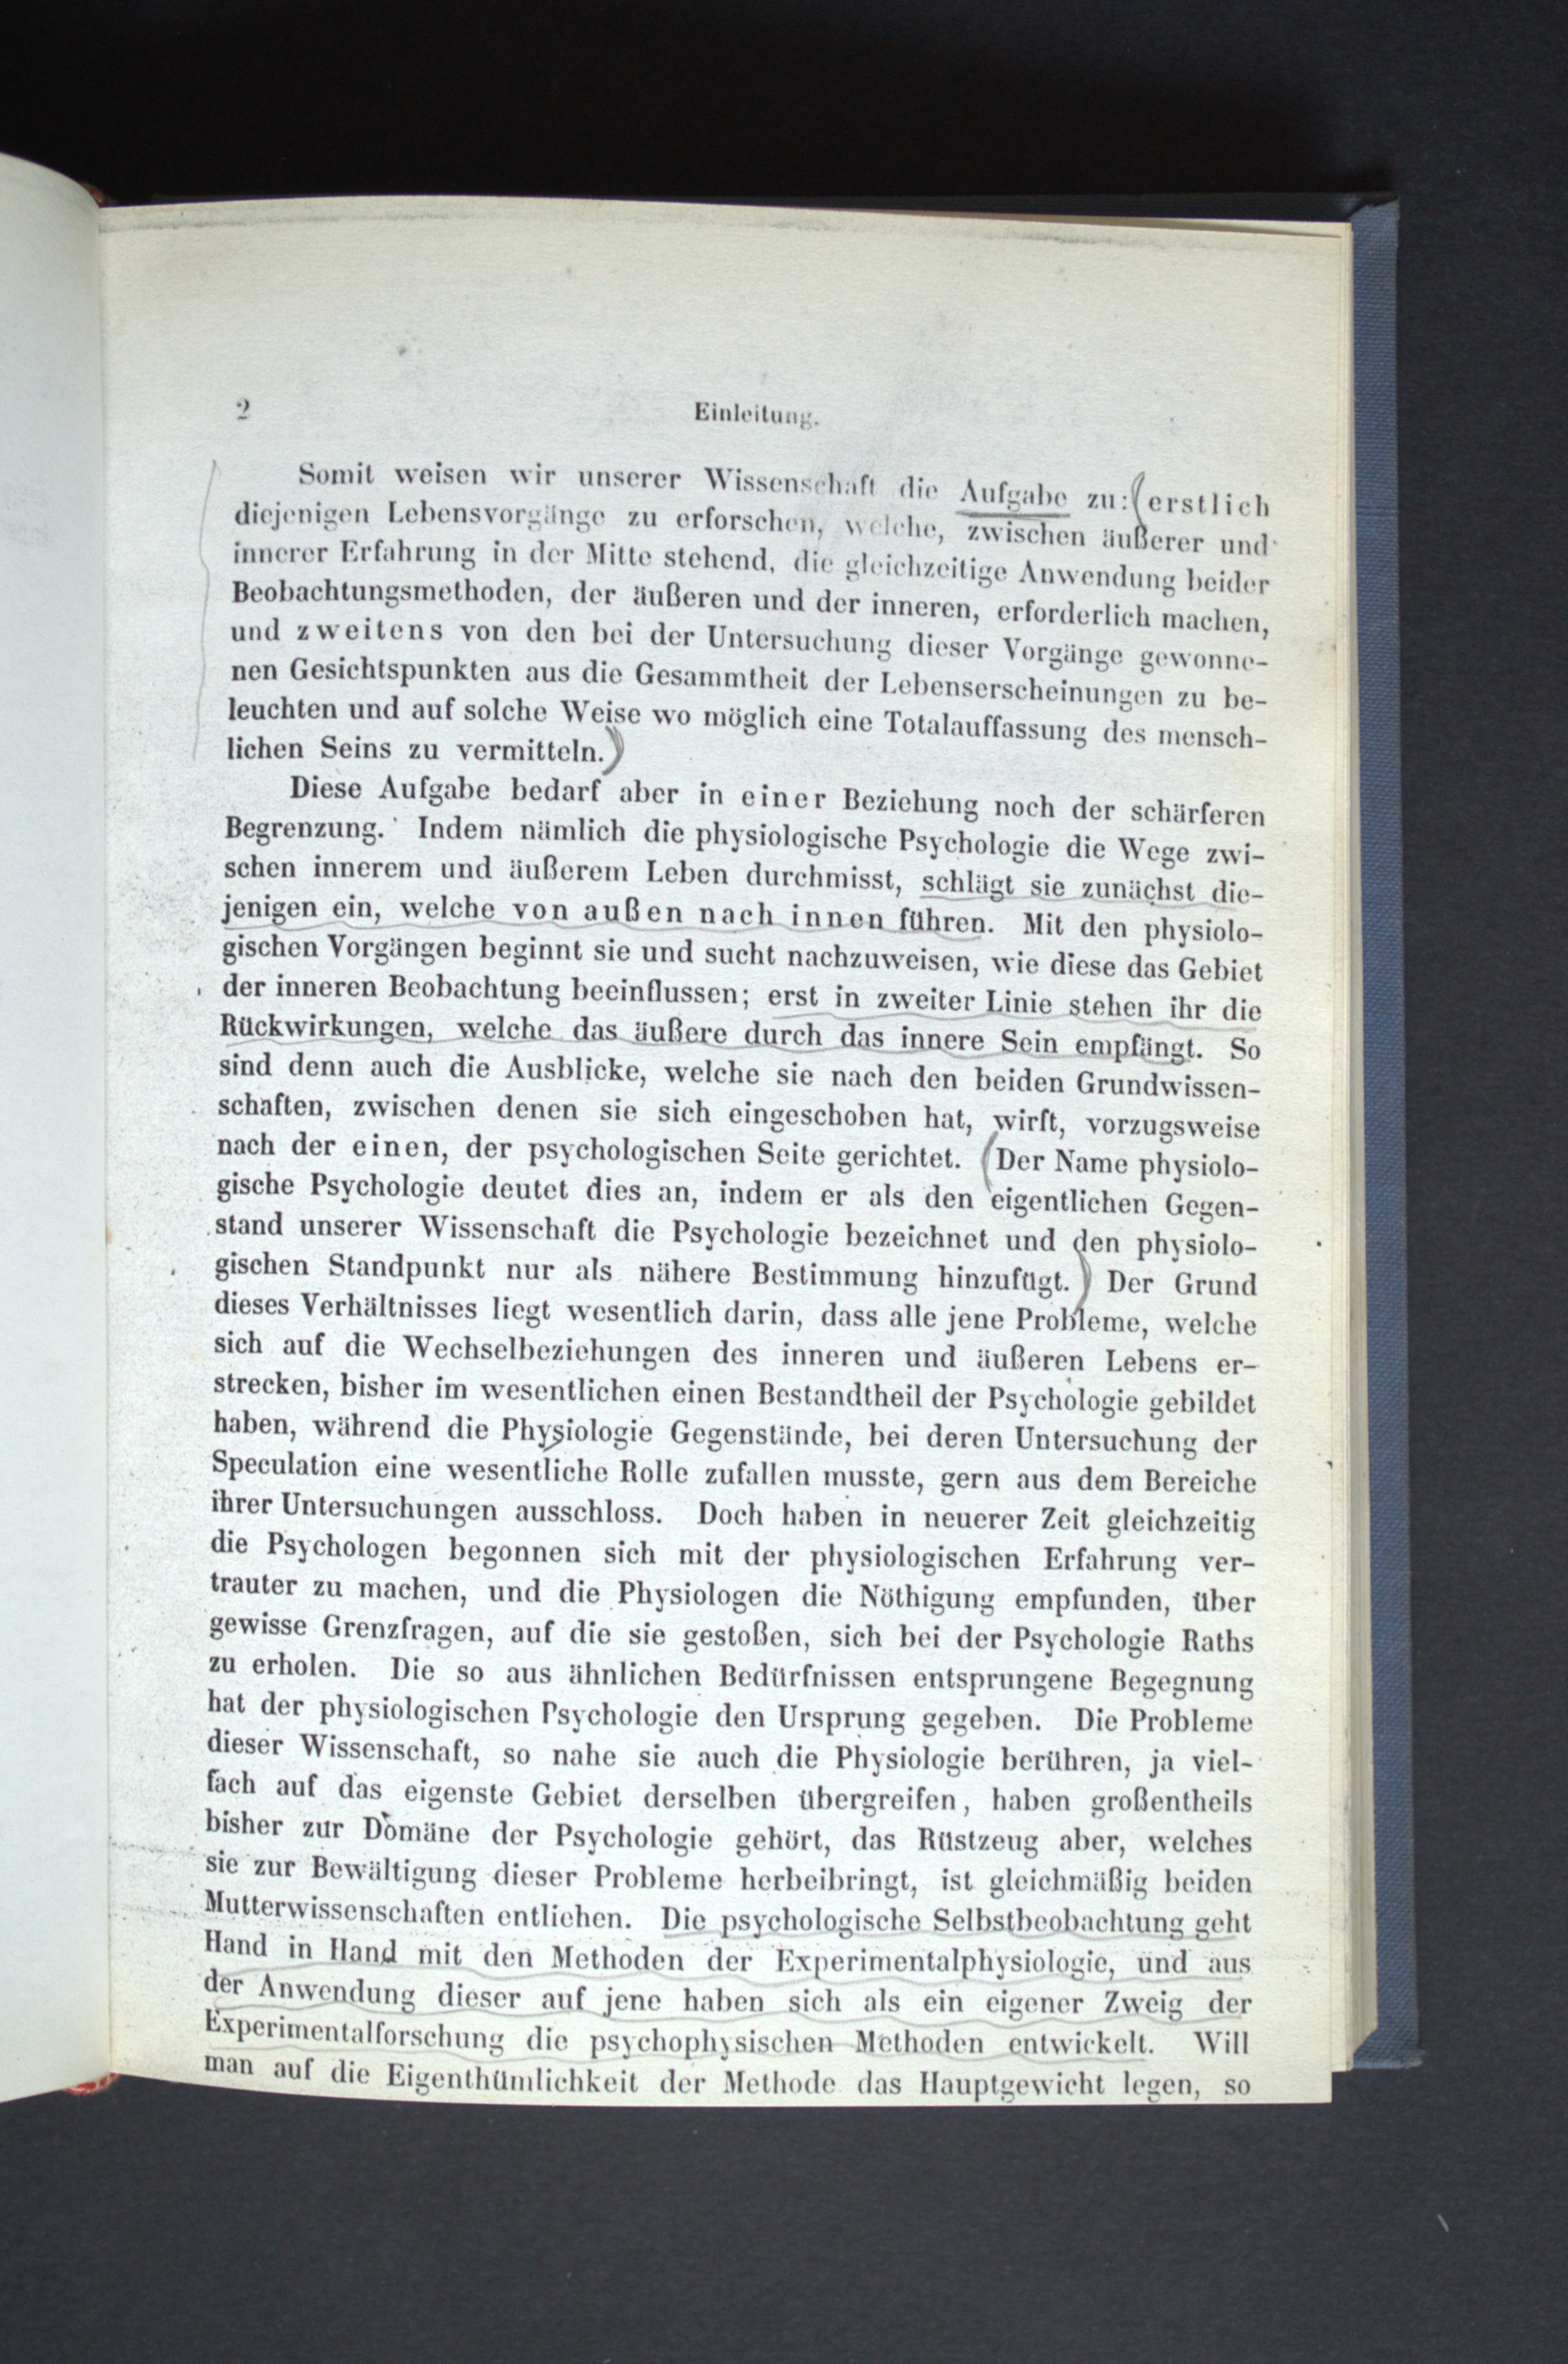 2
Einleitung.
Somit weisen wir unserer Wissenschaft die Aufgabe zu: (erstlich
diejenigen Lebensvorgänge zu erforschen, welche, zwischen äußerer und
innerer Erfahrung in der Mitte stehend, die gleichzeitige Anwendung beider
Beobachtungsmethoden, der äußeren und der inneren, erforderlich machen,
und zweitens von den bei der Untersuchung dieser Vorgänge gewonne-
nen Gesichtspunkten aus die Gesammtheit der Lebenserscheinungen zu be-
leuchten und auf solche Weise wo möglich eine Totalauffassung des mensch-
lichen Seins zu vermitteln.)
Diese Aufgabe bedarf aber in einer Beziehung noch der schärferen
Begrenzung. Indem nämlich die physiologische Psychologie die Wege zwi-
schen innerem und äußerem Leben durchmisst, schlägt sie zunächst die-
jenigen ein, welche von außen nach innen führen. Mit den physiolo-
gischen Vorgängen beginnt sie und sucht nachzuweisen, wie diese das Gebiet
der inneren Beobachtung beeinflussen; erst in zweiter Linie stehen ihr die
Rückwirkungen, welche das äußere durch das innere Sein empfängt. So
sind denn auch die Ausblicke, welche sie nach den beiden Grundwissen-
schaften, zwischen denen sie sich eingeschoben hat, wirft, vorzugsweise
nach der einen, der psychologischen Seite gerichtet. (Der Name physiolo-
gische Psychologie deutet dies an, indem er als den eigentlichen Gegen-
stand unserer Wissenschaft die Psychologie bezeichnet und den physiolo-
gischen Standpunkt nur als nähere Bestimmung hinzufügt.) Der Grund
dieses Verhältnisses liegt wesentlich darin, dass alle jene Probleme, welche
sich auf die Wechselbeziehungen des inneren und äußeren Lebens er-
strecken, bisher im wesentlichen einen Bestandtheil der Psychologie gebildet
haben, während die Physiologie Gegenstände, bei deren Untersuchung der
Speculation eine wesentliche Rolle zufallen musste, gern aus dem Bereiche
ihrer Untersuchungen ausschloss. Doch haben in neuerer Zeit gleichzeitig
die Psychologen begonnen sich mit der physiologischen Erfahrung ver-
trauter zu machen, und die Physiologen die Nöthigung empfunden, über
gewisse Grenzfragen, auf die sie gestoßen, sich bei der Psychologie Raths
zu erholen. Die so aus ähnlichen Bedürfnissen entsprungene Begegnung
hat der physiologischen Psychologie den Ursprung gegeben. Die Probleme
dieser Wissenschaft, so nahe sie auch die Physiologie berühren, ja viel-
fach auf das eigenste Gebiet derselben übergreifen, haben großentheils
bisher zur Domäne der Psychologie gehört, das Rüstzeug aber, welches
sie zur Bewältigung dieser Probleme herbeibringt, ist gleichmäßig beiden
Mutterwissenschaften entliehen. Die psychologische Selbstbeobachtung geht
Hand in Hand mit den Methoden der Experimentalphysiologie, und aus
der Anwendung dieser auf jene haben sich als ein eigener Zweig der
Experimentalforschung die psychophysischen Methoden entwickelt. Will
man auf die Eigenthümlichkeit der Methode das Hauptgewicht legen, so